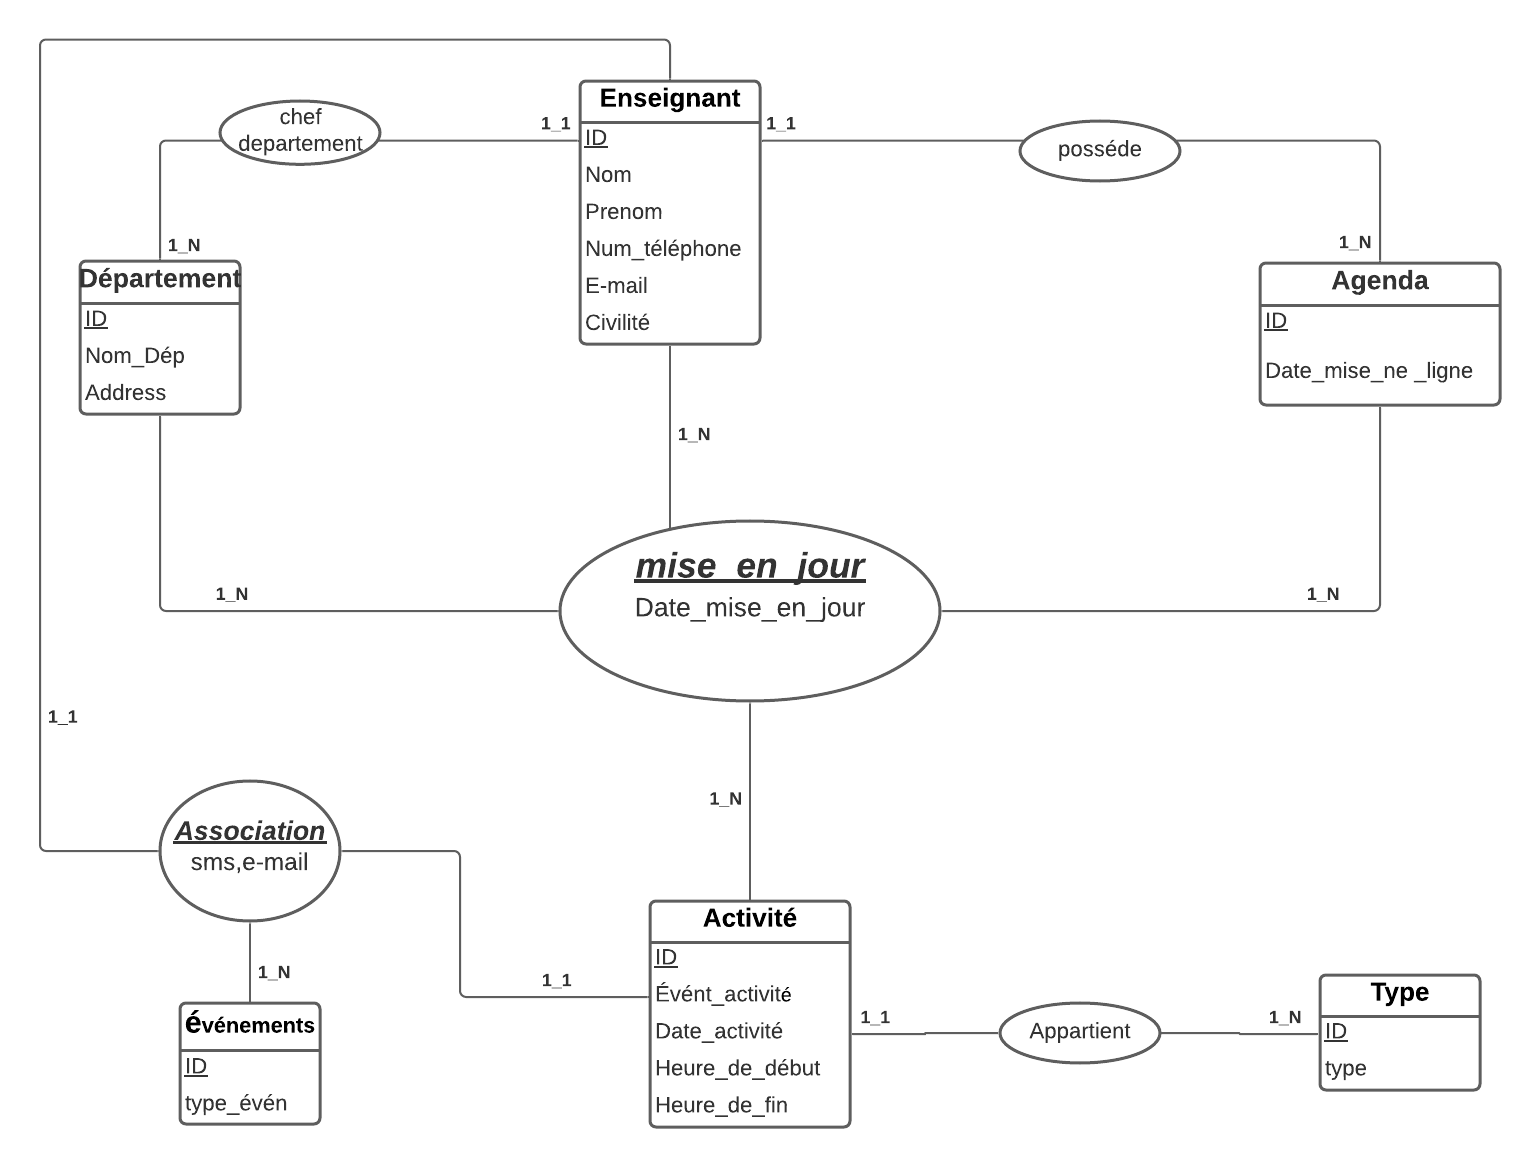 Enseignant
ID
Nom
Prenom
Num_téléphone
E-mail
Civilité
chef
departement
1_1
1_1
posséde
1_N
1_N
Département
ID
Nom_Dép
Address
Agenda
ID
Date_mise_ne _ligne
1_N
mise_en_jour
Date_mise_en_jour
1_N
1_N
1_1
1_N
Association
sms,e-mail
1_N
1_1
événements
ID
type_évén
Activité
ID
Évént_activité
Date_activité
Heure_de_début
Heure_de_fin
1_1
Appartient
1_N
Type
ID
type